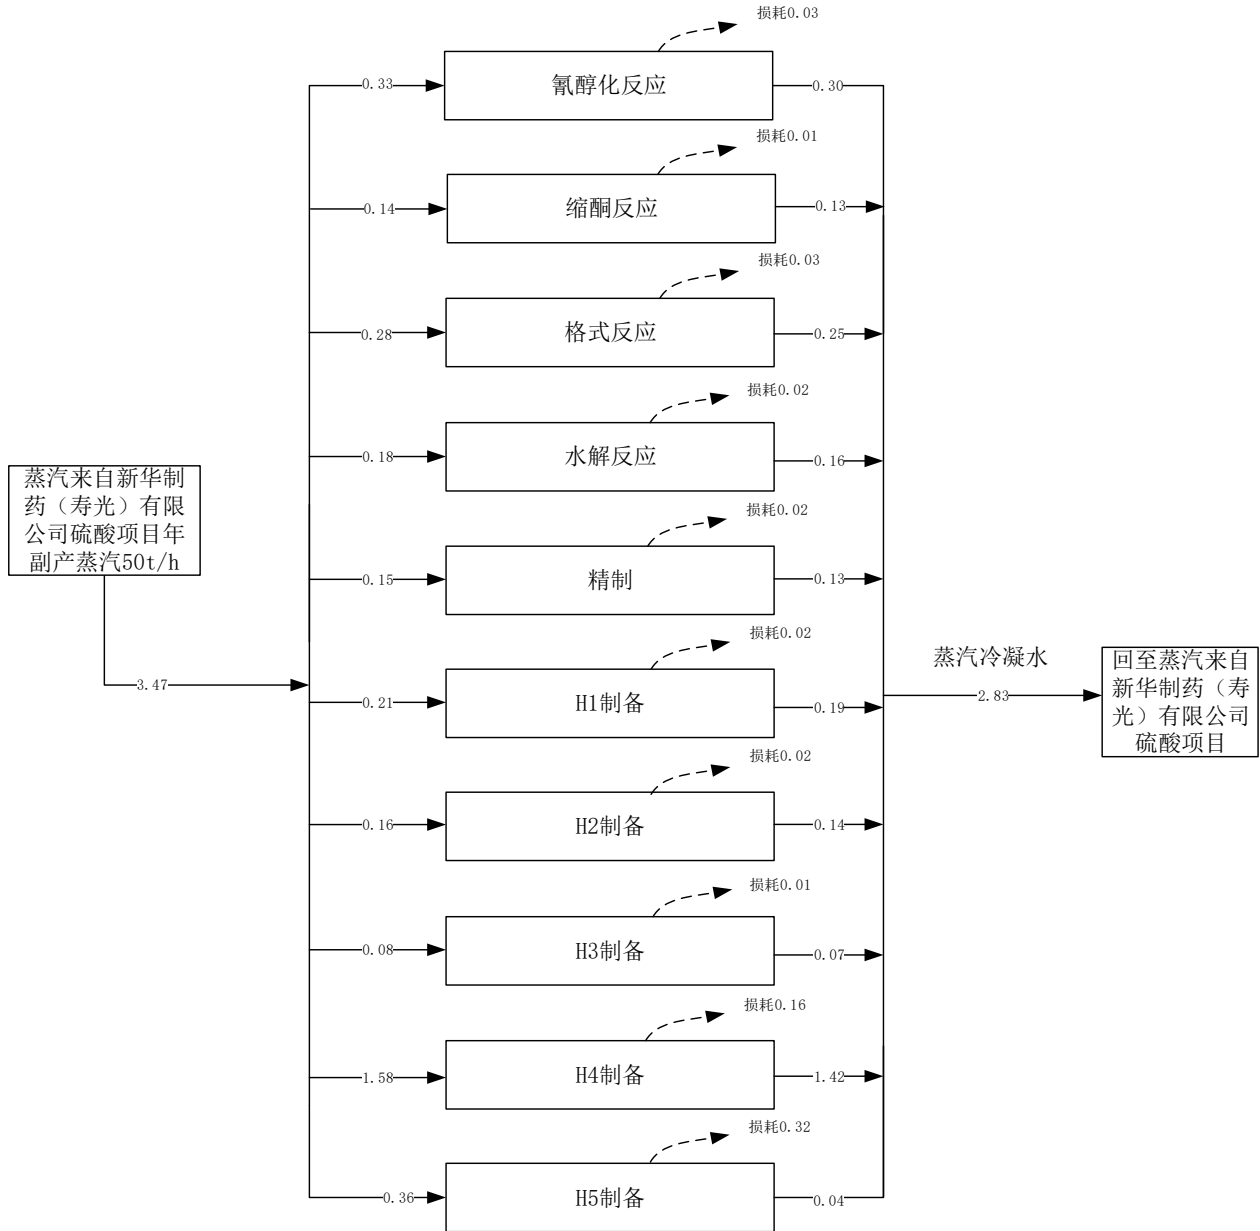 损耗0.03
0.33
氰醇化反应
0.30
损耗0.01
0.14
缩酮反应
0.13
损耗0.03
0.28
格式反应
0.25
损耗0.02
0.18
水解反应
0.16
蒸汽来自新华制
药（寿光）有限
公司硫酸项目年
副产蒸汽50t/h
损耗0.02
0.15
精制
0.13
损耗0.02
3.47
0.21
H1制备
0.19
蒸汽冷凝水
2.83
回至蒸汽来自
新华制药（寿
光）有限公司
硫酸项目
损耗0.02
0.16
H2制备
0.14
损耗0.01
0.08
H3制备
0.07
损耗0.16
1.58
H4制备
1.42
损耗0.32
0.36
H5制备
0.04